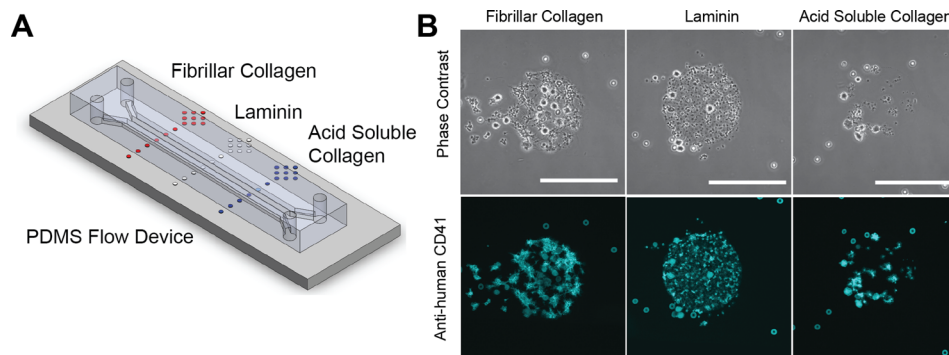 A
Fibrillar Collagen
Laminin
Acid Soluble
Collagen
PDMS Flow Device
B
Fibrillar Collagen
Laminin
Acid Soluble Collagen
Phase Contrast
Anti-human CD41